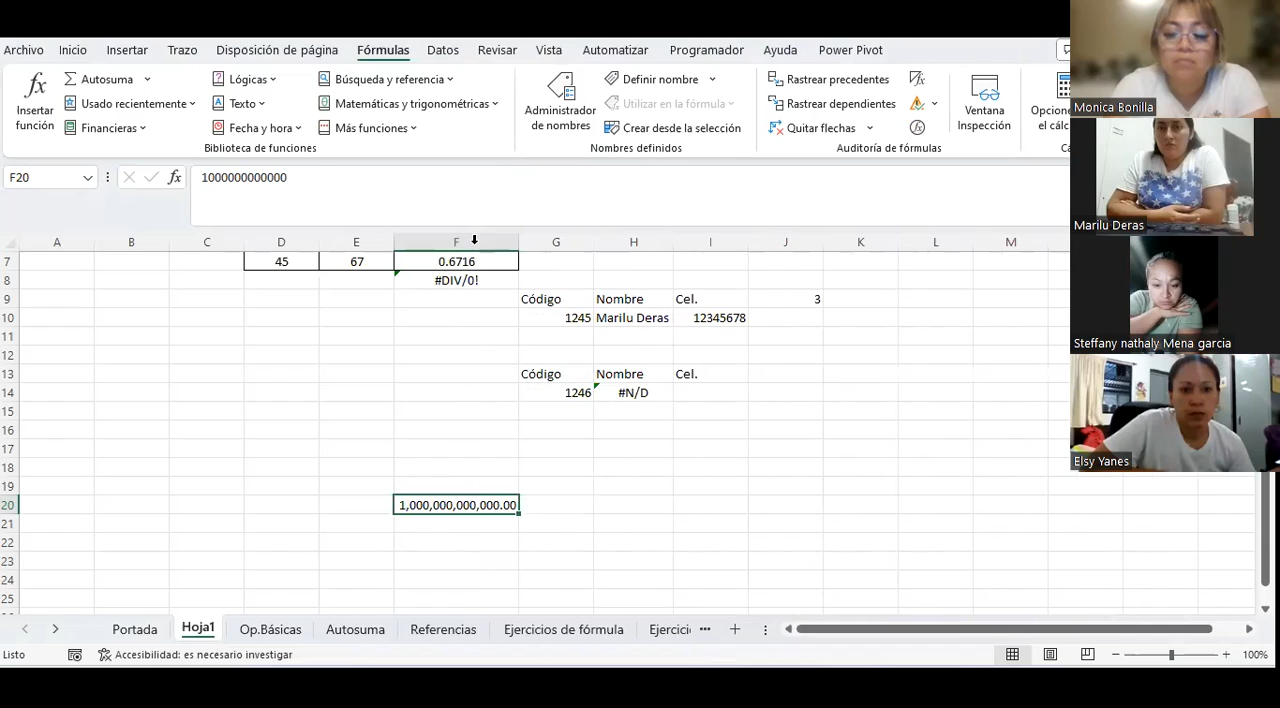 Archivo Inicio Insertar Trazo Disposición de página Fórmulas Datos Revisar Vista Automatizar Programador Ayuda Power Pivot
fx Insertar función
Autosuma
Usado recientemente
Financieras
Lógicas
Texto
Fecha y hora
Búsqueda y referencia
Matemáticas y trigonométricas
Más funciones
Biblioteca de funciones
Administrador de nombres
Definir nombre
Utilizar en la fórmula
Crear desde la selección
Nombres definidos
Rastrear precedentes
Rastrear dependientes
Quitar flechas
fx
Ventana Inspección
Auditoría de fórmulas
Opcione
el cálc
Ca
F20 fx 1000000000000
A B C D E F G H I J K L M
7 45 67 0.6716
8 #DIV/0!
9 Código Nombre Cel. 3
10 1245 Marilu Deras 12345678
11
12
13 Código Nombre Cel.
14 1246 #N/D
15
16
17
18
19
20 1,000,000,000,000.00
21
22
23
24
25
Portada Hoja1 Op.Básicas Autosuma Referencias Ejercicios de fórmula Ejercici
Listo Accesibilidad: es necesario investigar 100%
Monica Bonilla
Marilu Deras
Steffany nathaly Mena garcia
Elsy Yanes